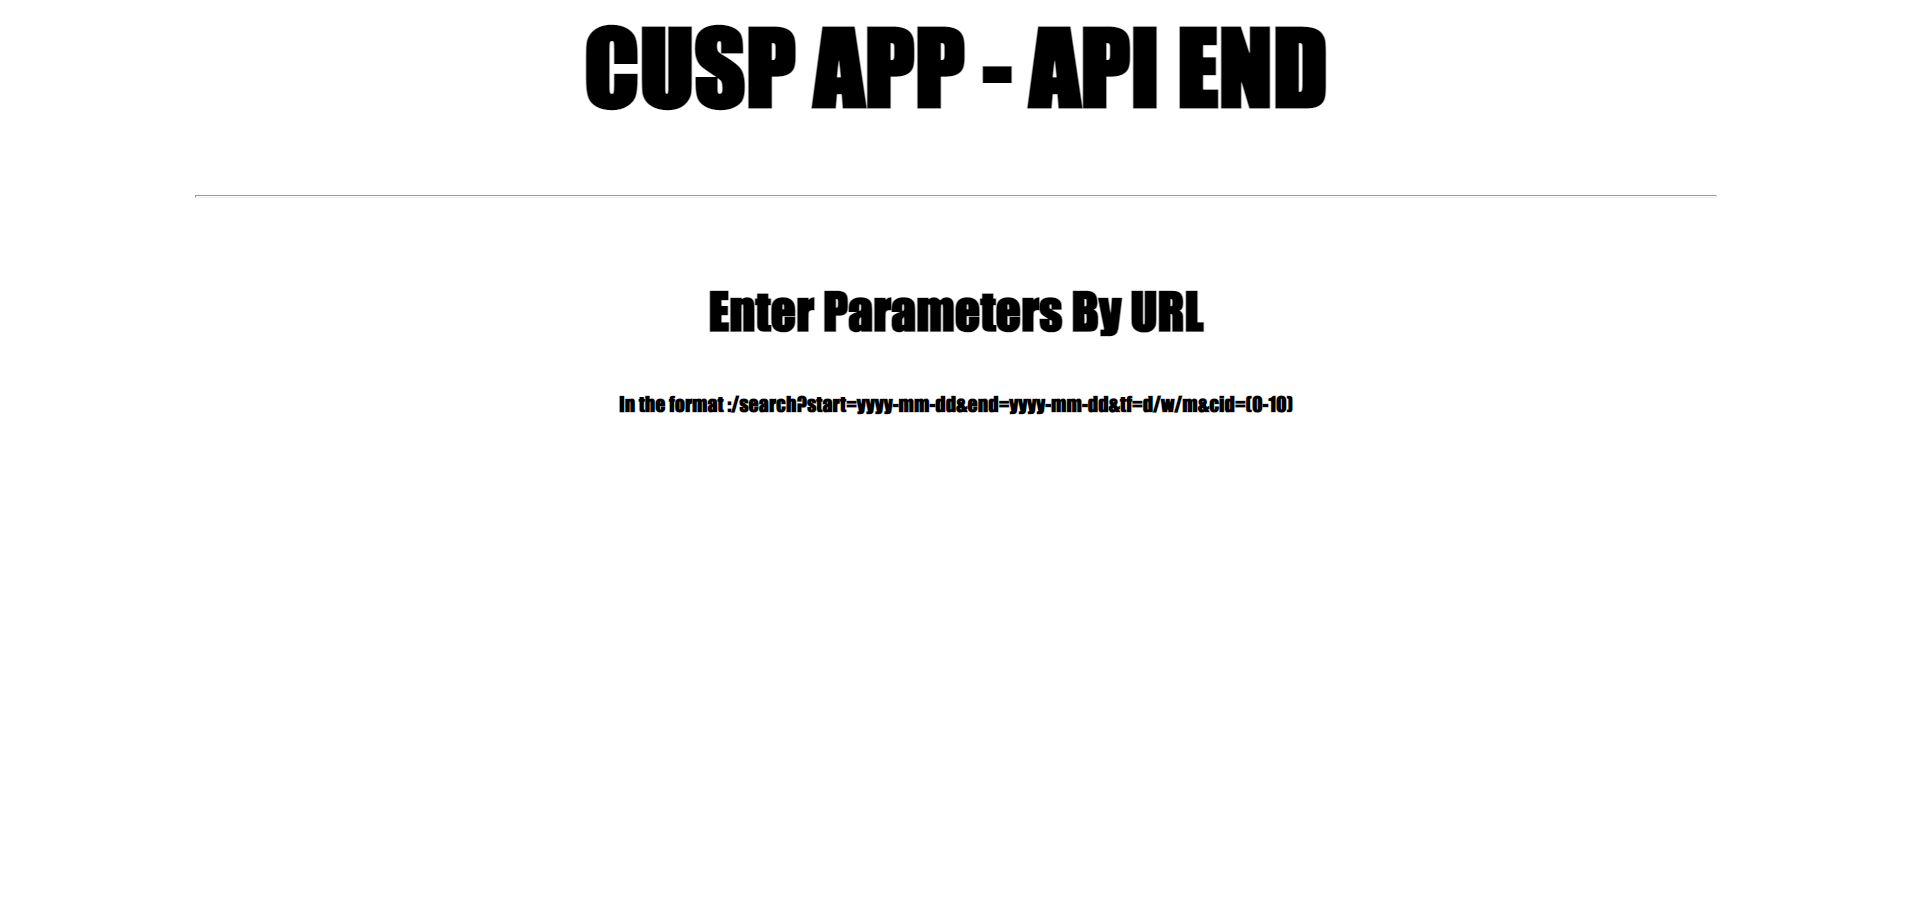 CUSP APP - API END
Enter Parameters By URL
In the format :/search?start=yyyy-mm-dd&end=yyyy-mm-dd&tf=d/w/m&cid=(0-10)